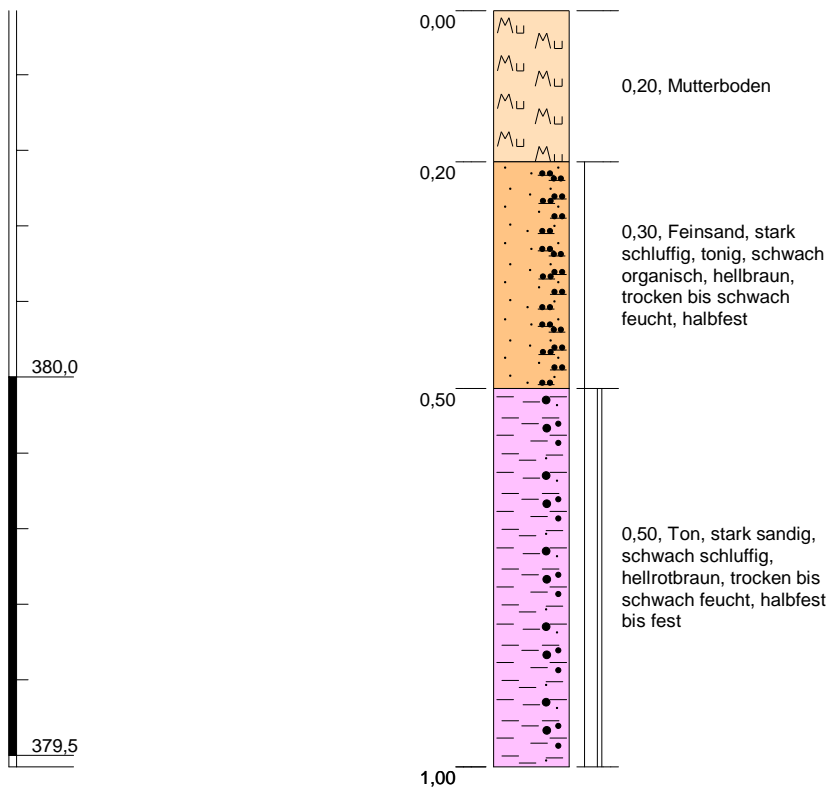 0,00
0,20, Mutterboden
0,20
0,30, Feinsand, stark
schluffig, tonig, schwach
organisch, hellbraun,
trocken bis schwach
feucht, halbfest
380,0
0,50
0,50, Ton, stark sandig,
schwach schluffig,
hellrotbraun, trocken bis
schwach feucht, halbfest
bis fest
379,5
1,00